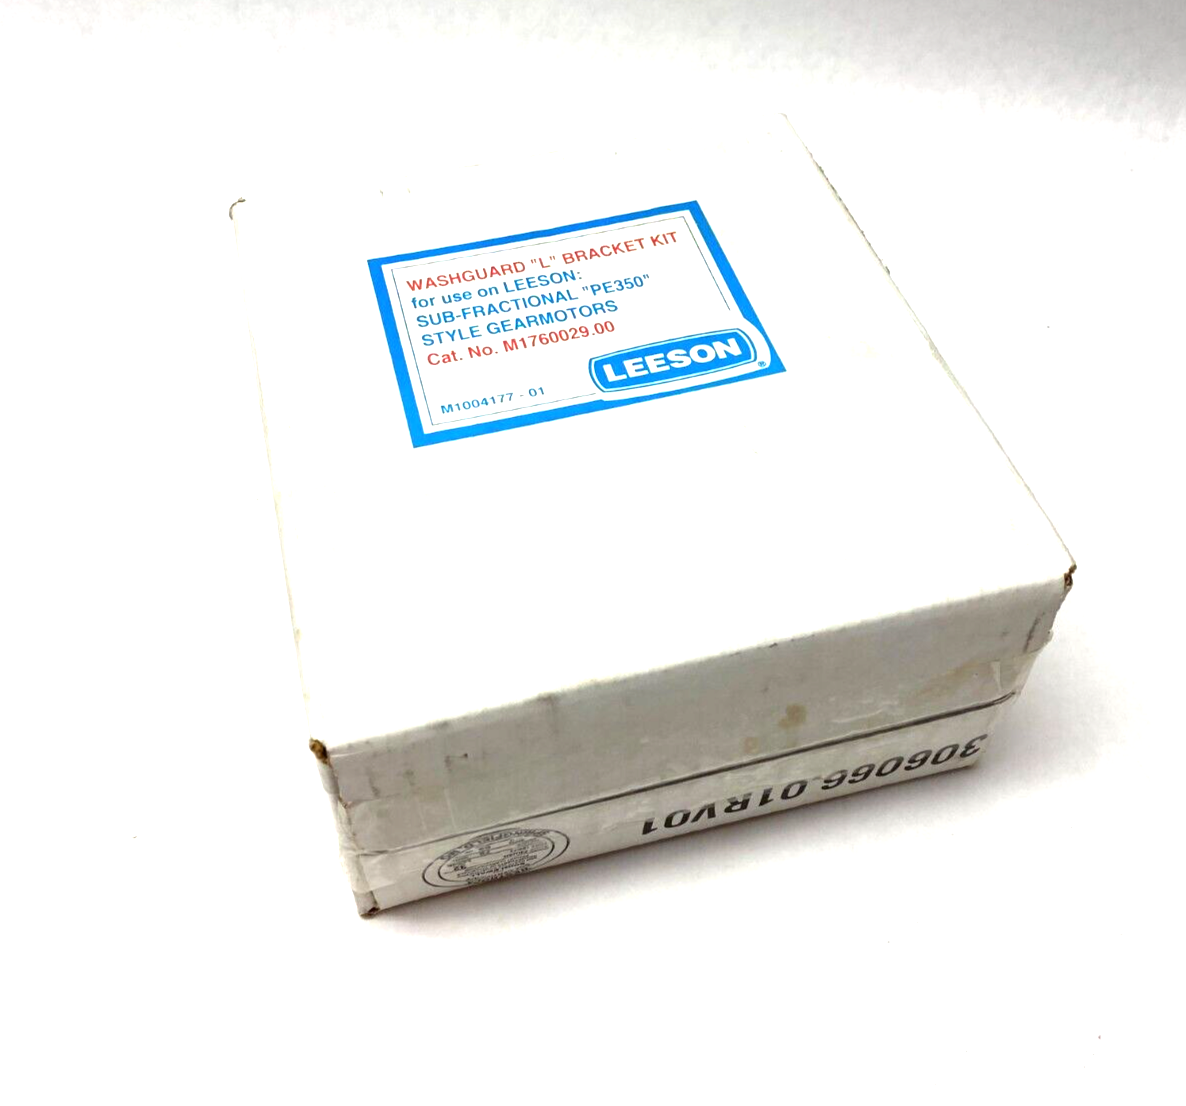 WASHGUARD "L" BRACKET KIT
for use on LEESON:
SUB-FRACTIONAL "PE350"
STYLE GEARMOTORS
Cat. No. M1760029.00
LEESON®
M1004177 - 01
306066.01RV01